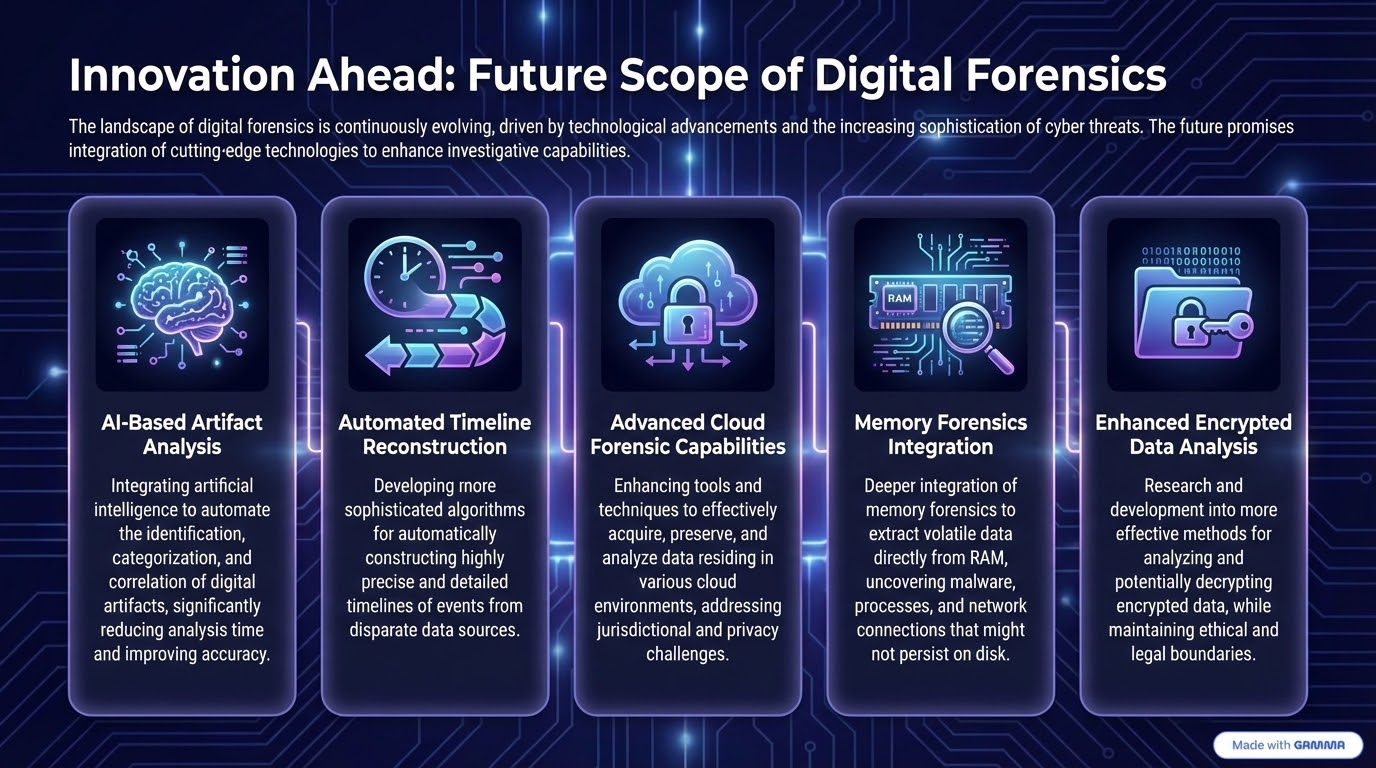 Innovation Ahead: Future Scope of Digital Forensics
The landscape of digital forensics is continuously evolving, driven by technological advancements and the increasing sophistication of cyber threats. The future promises
integration of cutting-edge technologies to enhance investigative capabilities.
AI-Based Artifact
Analysis
Integrating artificial
intelligence to automate
the identification,
categorization, and
correlation of digital
artifacts, significantly
reducing analysis time
and improving accuracy.
Automated Timeline
Reconstruction
Developing more
sophisticated algorithms
for automatically
constructing highly
precise and detailed
timelines of events from
disparate data sources.
Advanced Cloud
Forensic Capabilities
Enhancing tools and
techniques to effectively
acquire, preserve, and
analyze data residing in
various cloud
environments, addressing
jurisdictional and privacy
challenges.
RAM
Memory Forensics
Integration
Deeper integration of
memory forensics to
extract volatile data
directly from RAM,
uncovering malware,
processes, and network
connections that might
not persist on disk.
Enhanced Encrypted
Data Analysis
Research and
development into more
effective methods for
analyzing and
potentially decrypting
encrypted data, while
maintaining ethical and
legal boundaries.
Made with GAMMA